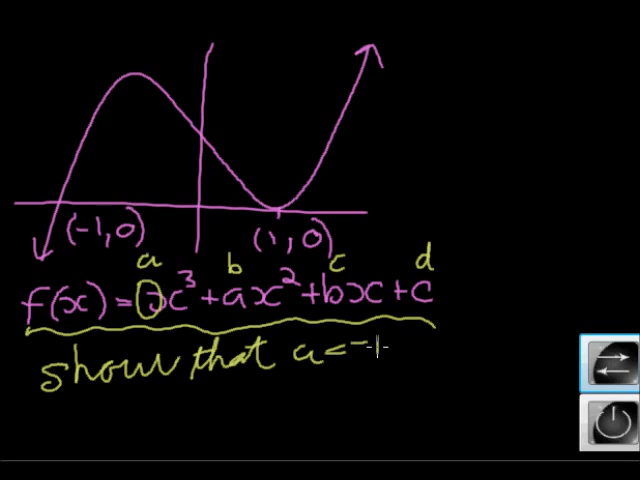 (-1,0) (1,0)
a b c d
f(x) = x³ + ax² + bx + c
show that a = -1